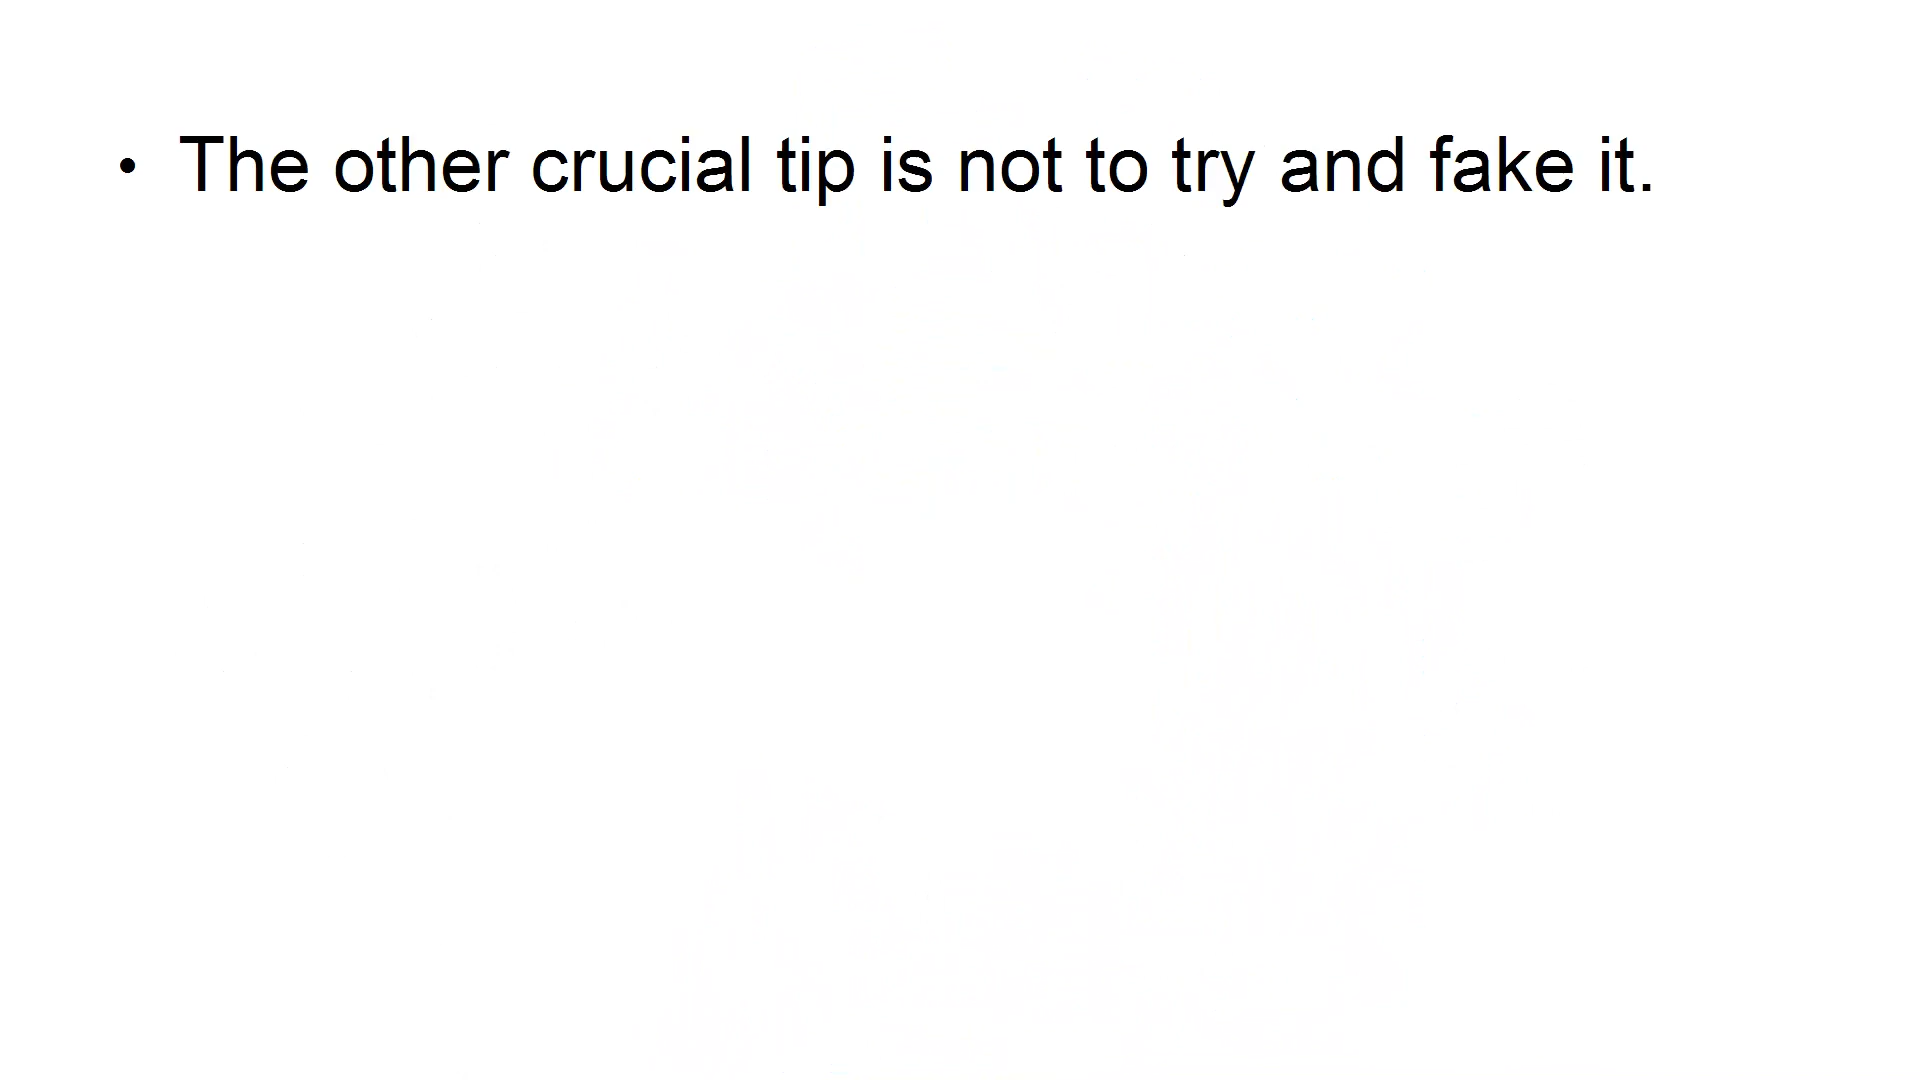 • The other crucial tip is not to try and fake it.